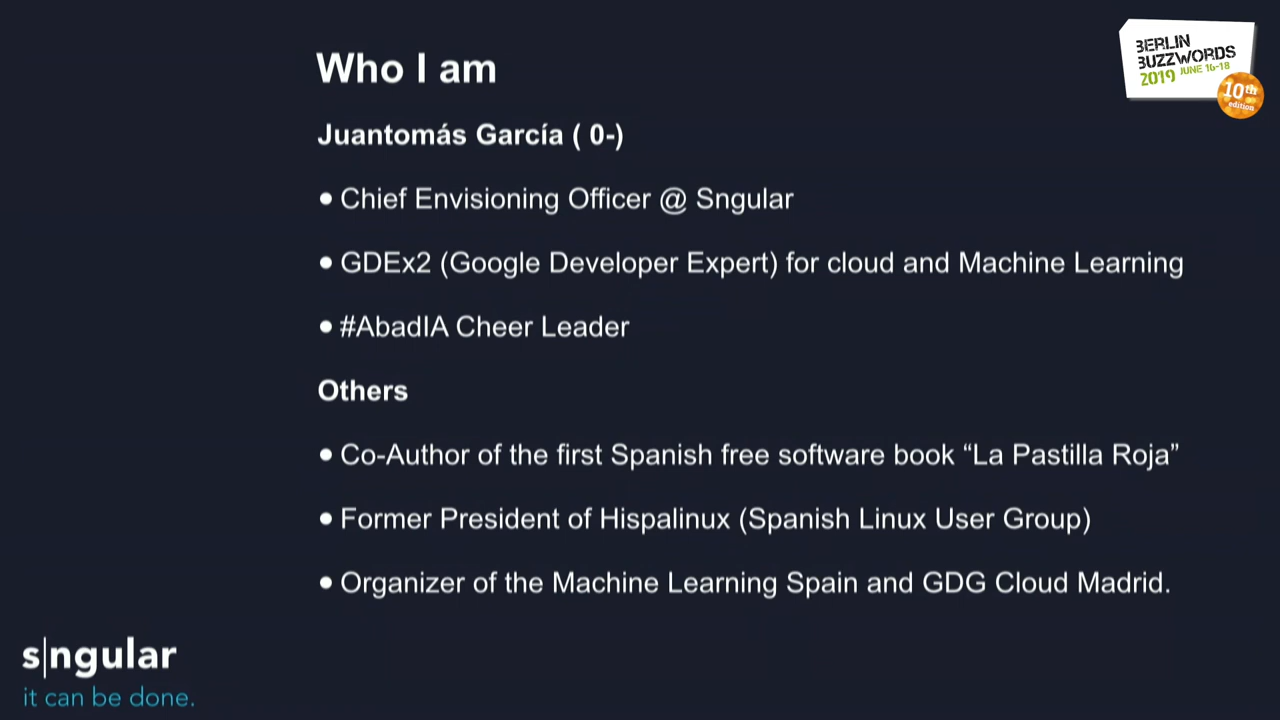 Who I am
BERLIN
BUZZWORDS
2019 JUNE 16-18
10th
edition
Juantomás García ( 0-)
• Chief Envisioning Officer @ Sngular
• GDEx2 (Google Developer Expert) for cloud and Machine Learning
• #AbadIA Cheer Leader
Others
• Co-Author of the first Spanish free software book “La Pastilla Roja”
• Former President of Hispalinux (Spanish Linux User Group)
• Organizer of the Machine Learning Spain and GDG Cloud Madrid.
s|ngular
it can be done.